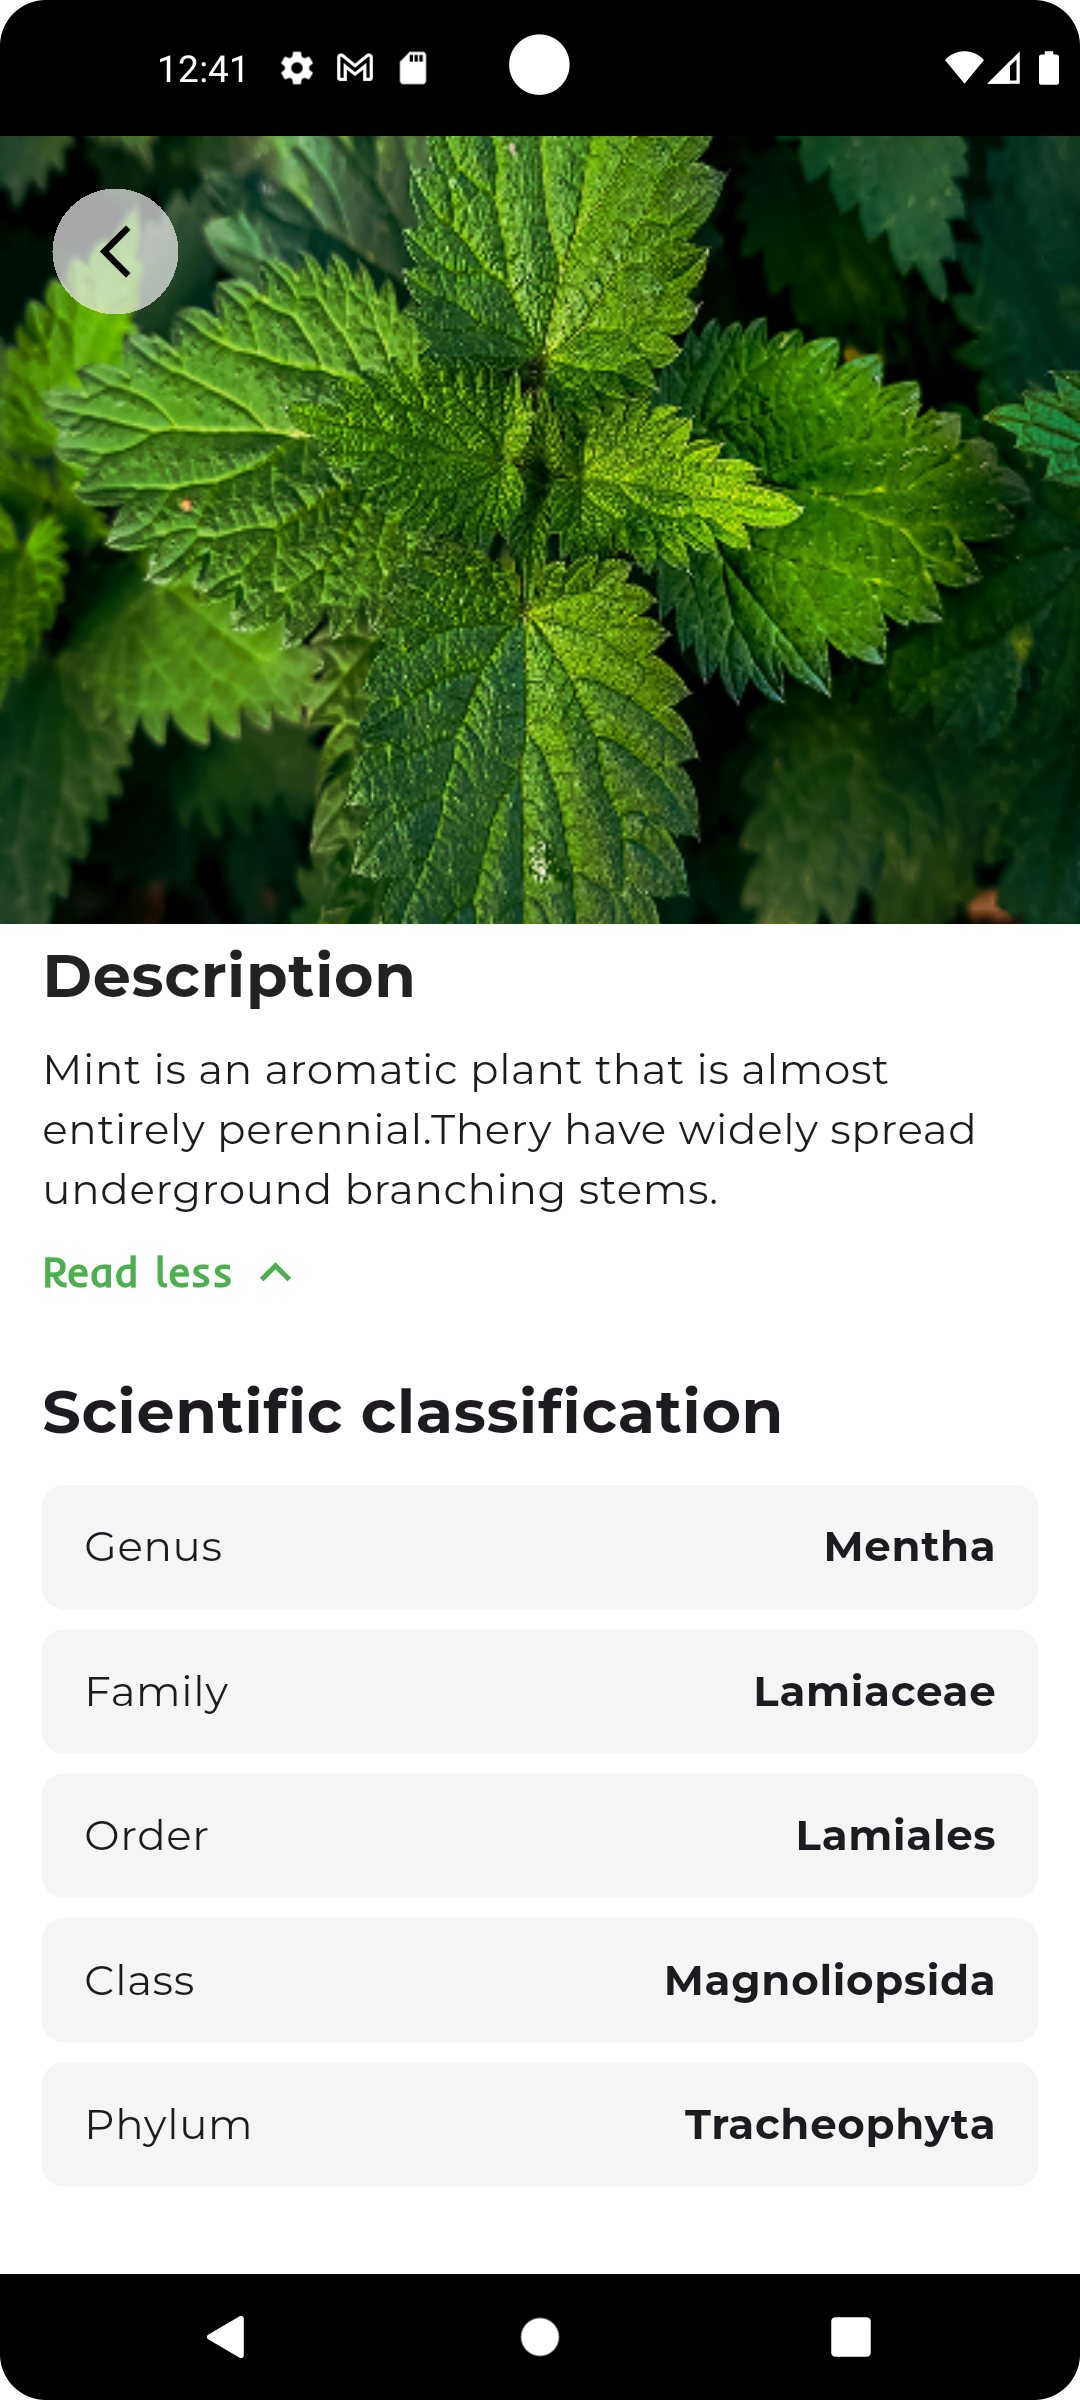 12:41
Description
Mint is an aromatic plant that is almost
entirely perennial.Thery have widely spread
underground branching stems.
Read less
Scientific classification
Genus Mentha
Family Lamiaceae
Order Lamiales
Class Magnoliopsida
Phylum Tracheophyta